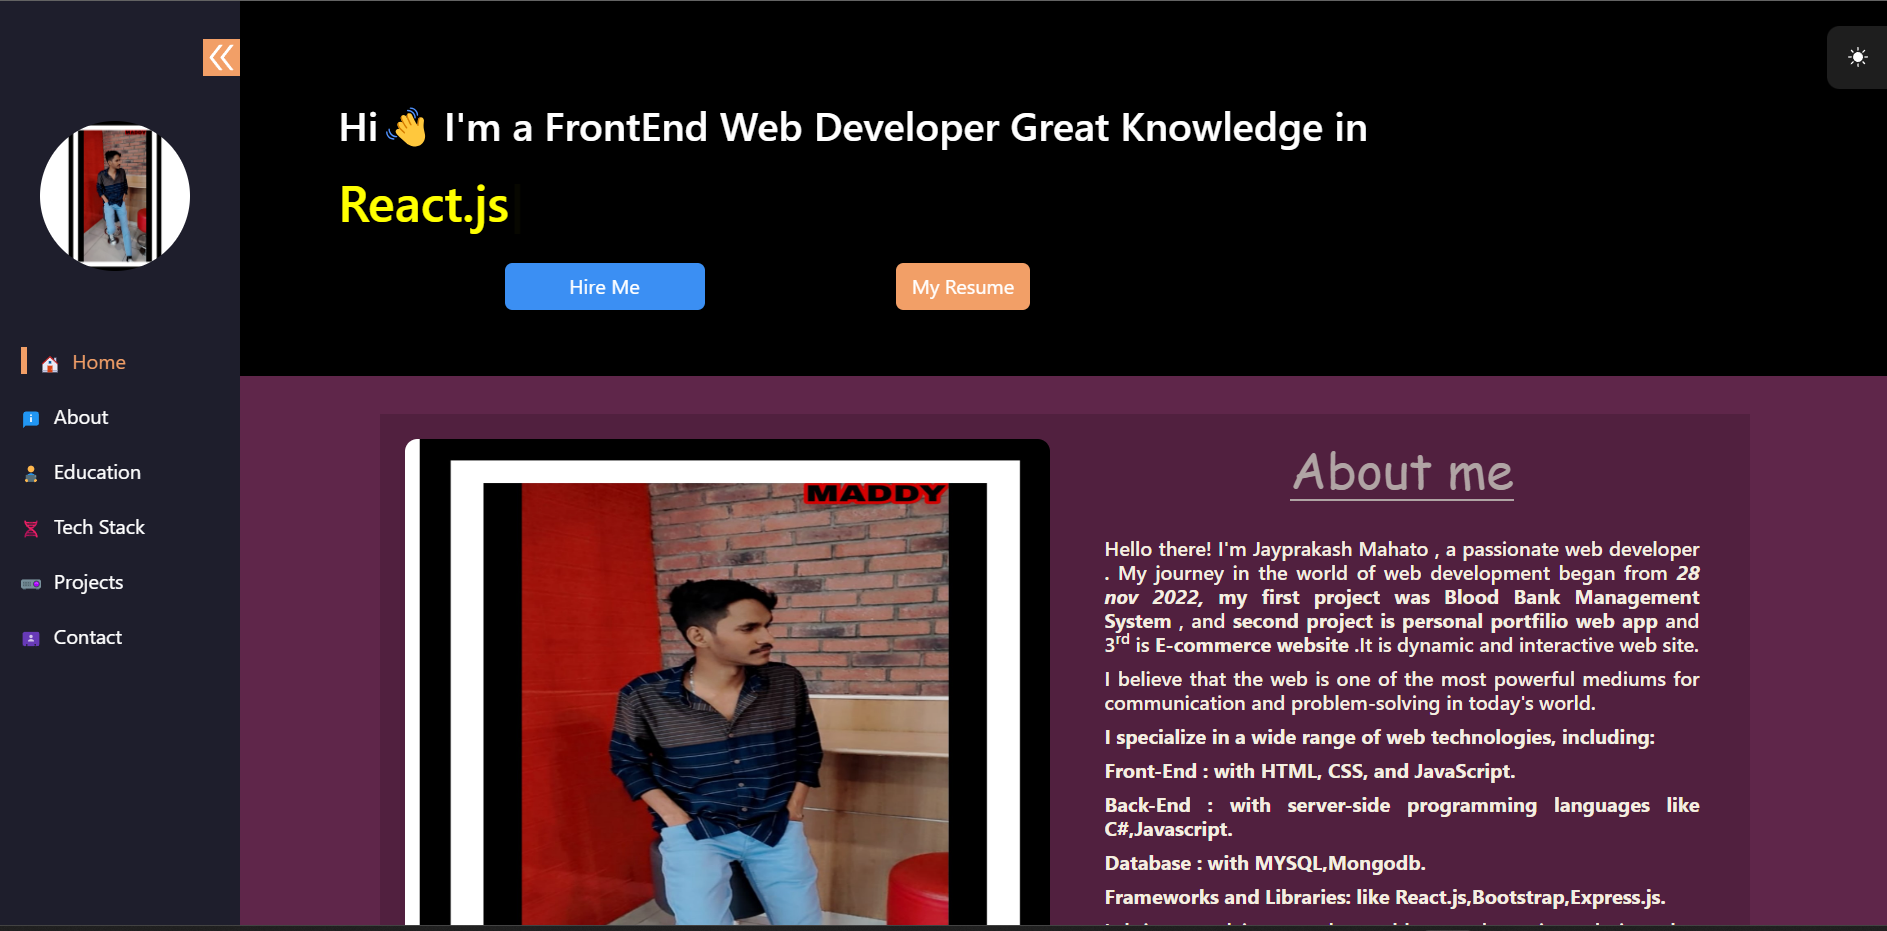 Hi👋 I'm a FrontEnd Web Developer Great Knowledge in
React.js
Hire Me
My Resume
Home
About
Education
Tech Stack
Projects
Contact
MADDY
About me
Hello there! I'm Jayprakash Mahato , a passionate web developer
. My journey in the world of web development began from 28
nov 2022, my first project was Blood Bank Management
System , and second project is personal portfilio web app and
3rd is E-commerce website .It is dynamic and interactive web site.
I believe that the web is one of the most powerful mediums for
communication and problem-solving in today's world.
I specialize in a wide range of web technologies, including:
Front-End : with HTML, CSS, and JavaScript.
Back-End : with server-side programming languages like
C#,Javascript.
Database : with MYSQL,Mongodb.
Frameworks and Libraries: like React.js,Bootstrap,Express.js.